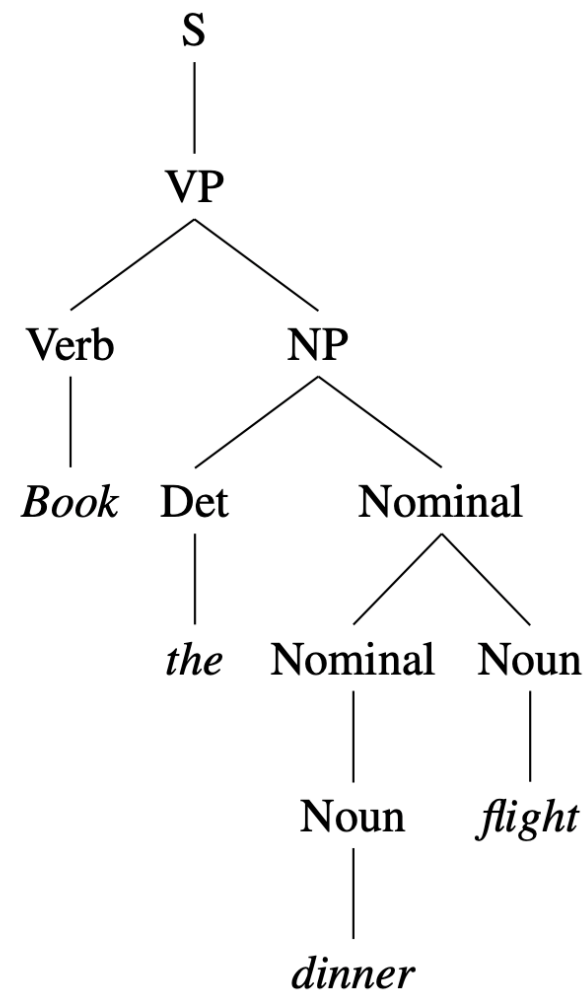 S
VP
Verb NP
Book Det Nominal
the Nominal Noun
Noun flight
dinner